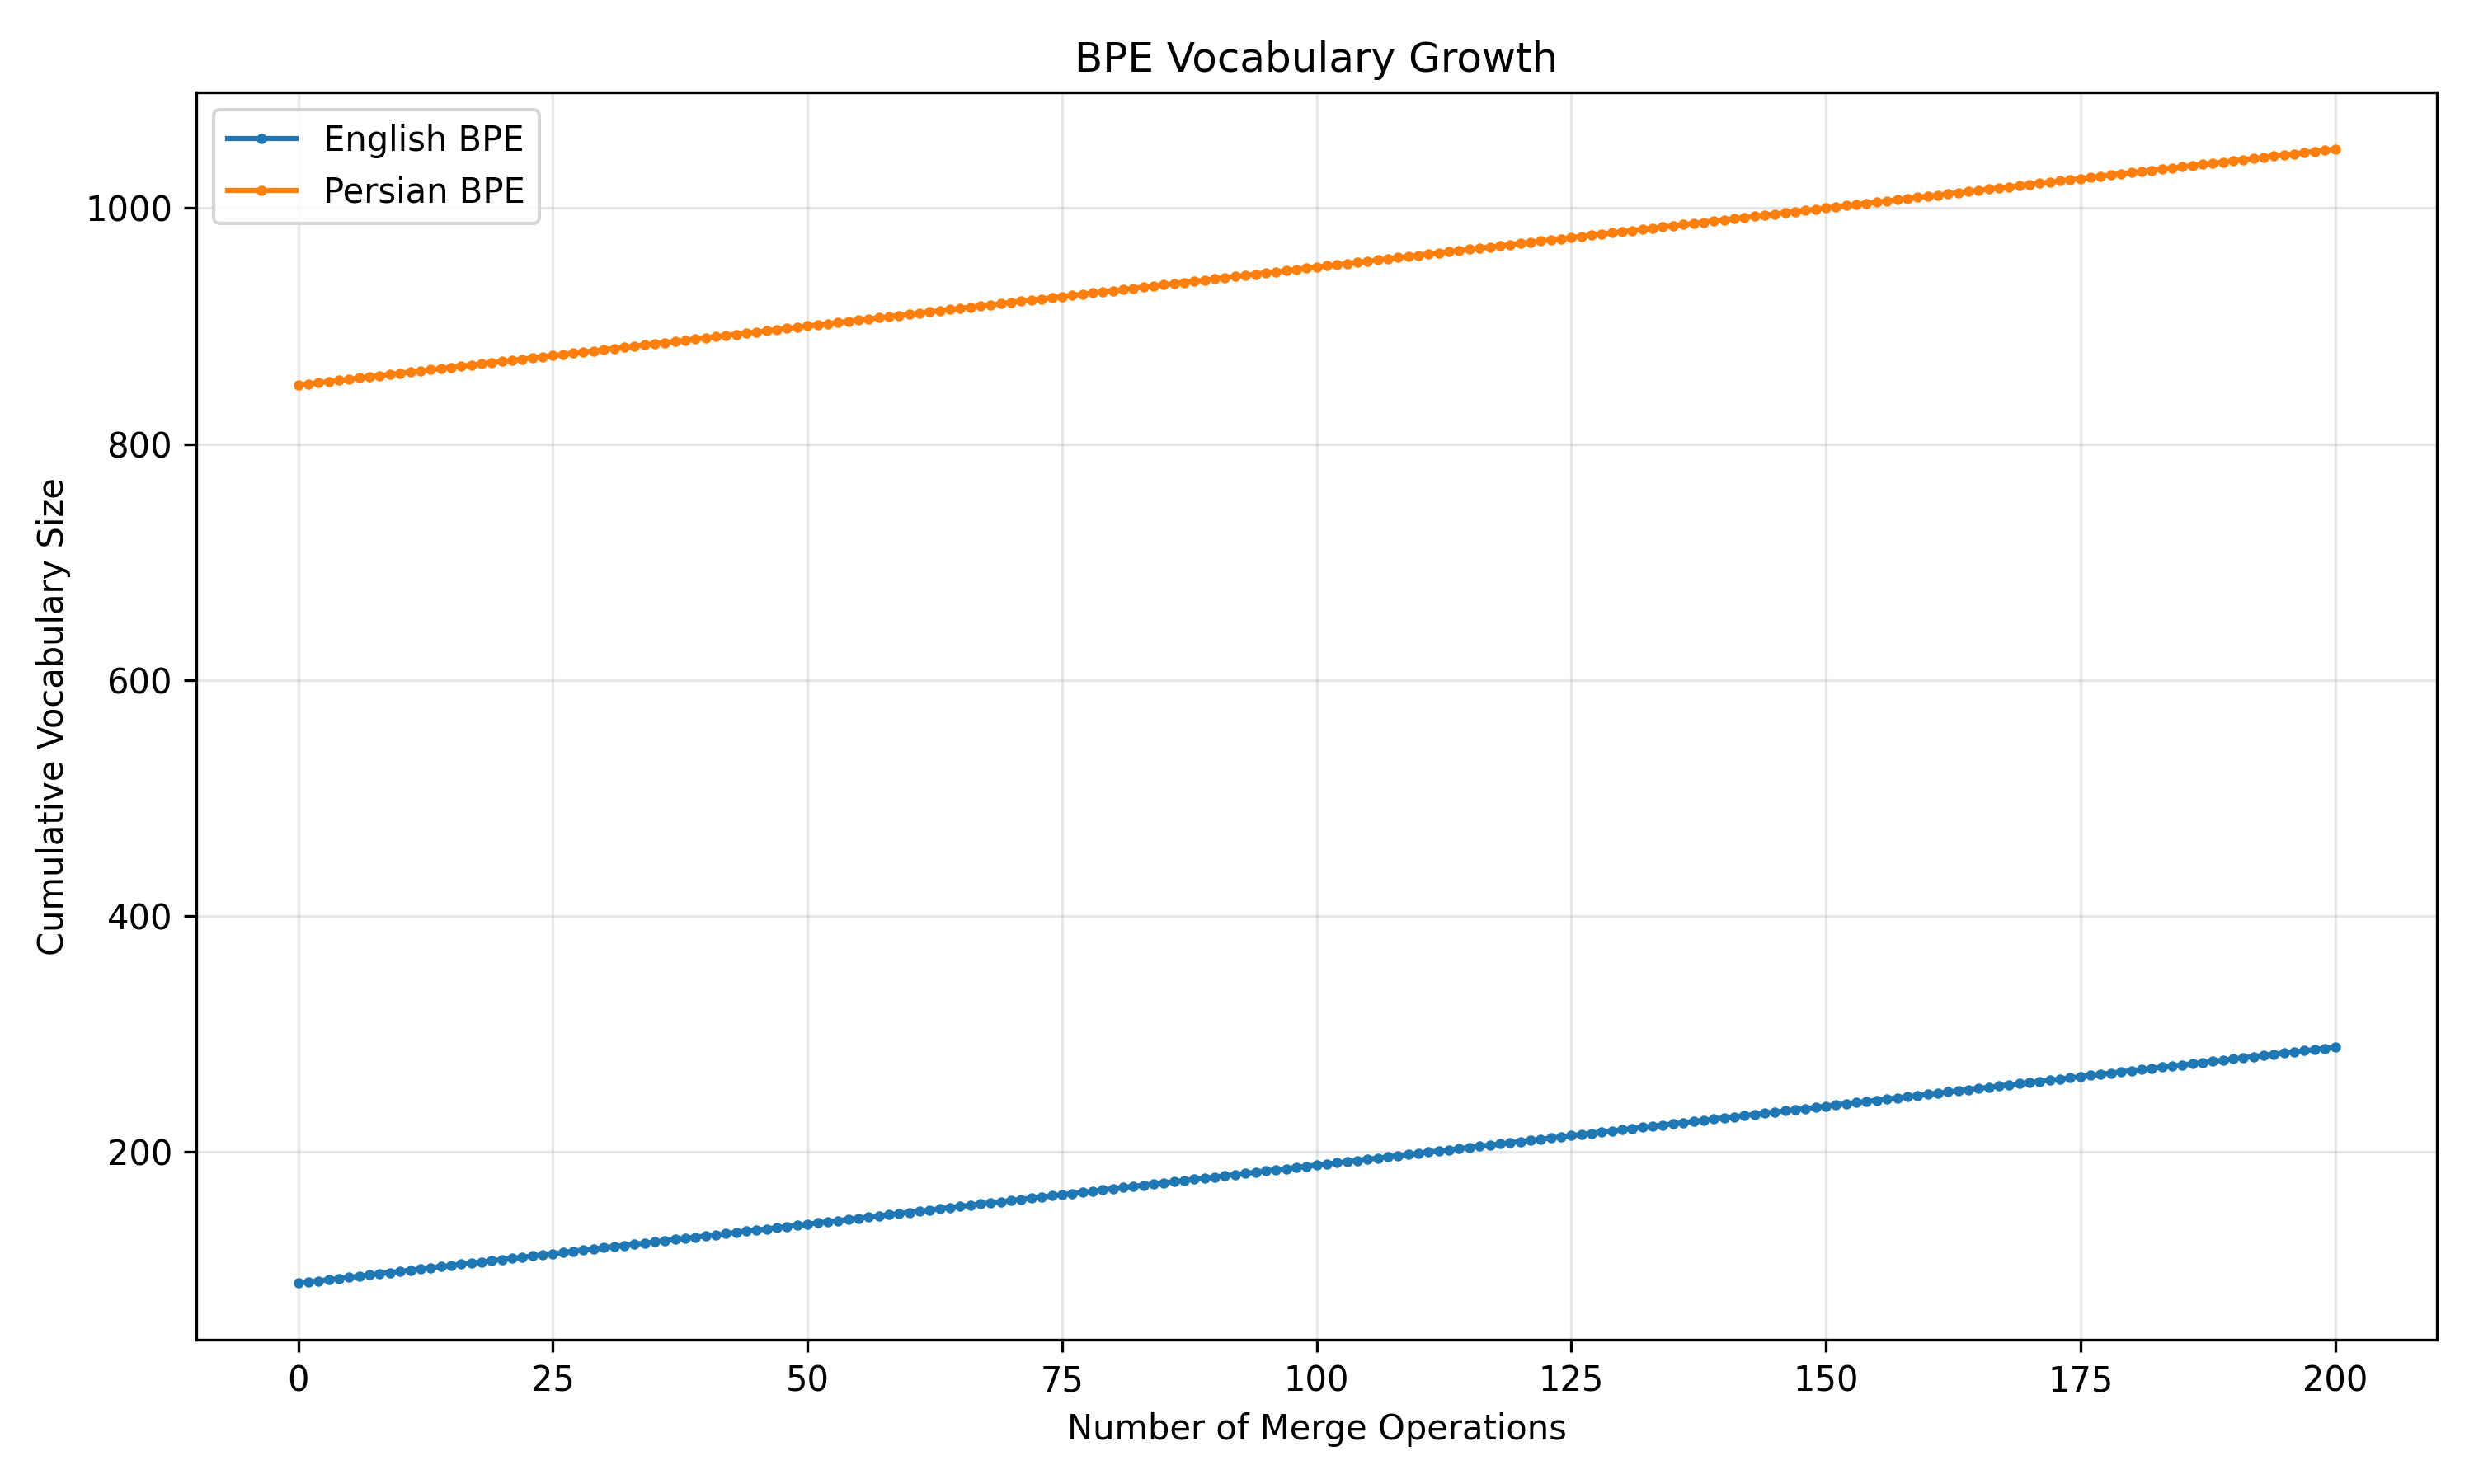 BPE Vocabulary Growth
English BPE
Persian BPE
1000
800
600
400
200
Cumulative Vocabulary Size
0 25 50 75 100 125 150 175 200
Number of Merge Operations